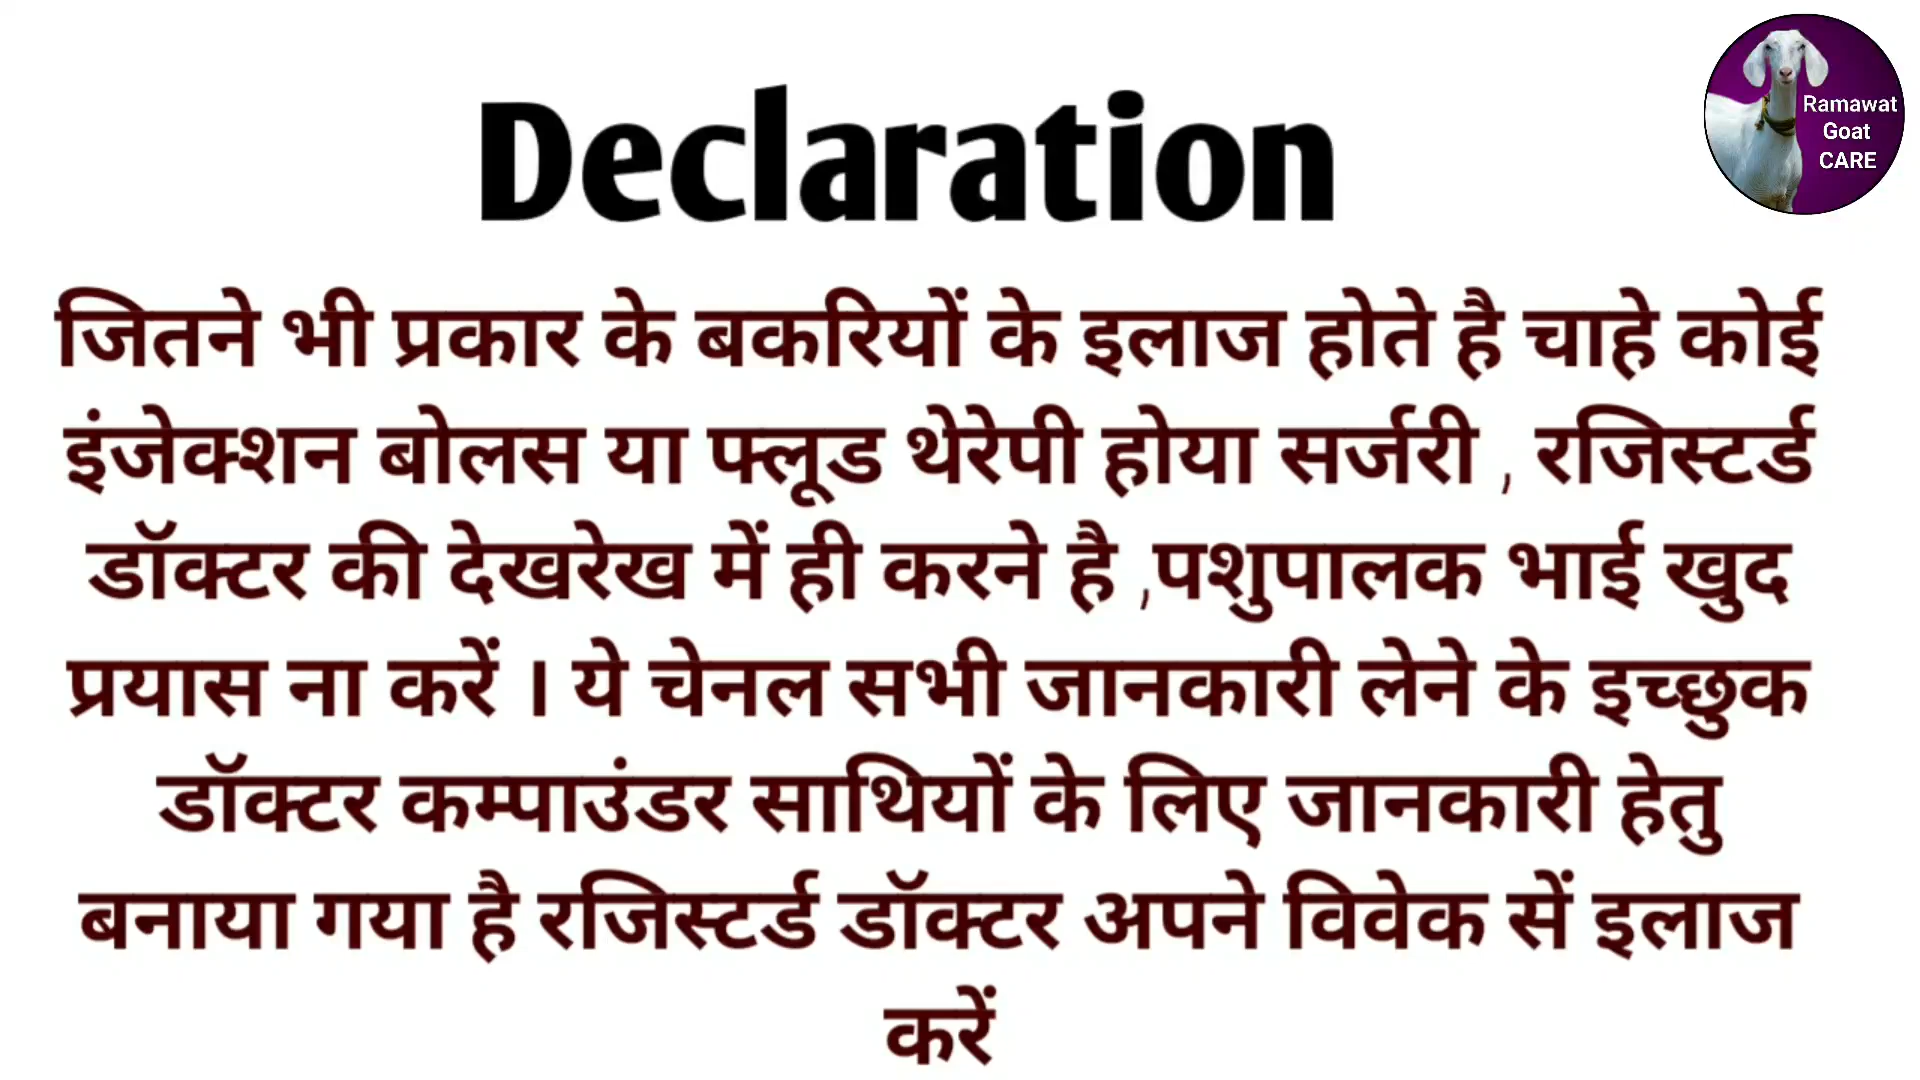 Declaration
Ramawat
Goat
CARE
जितने भी प्रकार के बकरियों के इलाज होते है चाहे कोई
इंजेक्शन बोलस या फ्लूड थेरेपी होया सर्जरी , रजिस्टर्ड
डॉक्टर की देखरेख में ही करने है ,पशुपालक भाई खुद
प्रयास ना करें । ये चेनल सभी जानकारी लेने के इच्छुक
डॉक्टर कम्पाउंडर साथियों के लिए जानकारी हेतु
बनाया गया है रजिस्टर्ड डॉक्टर अपने विवेक सें इलाज
करें